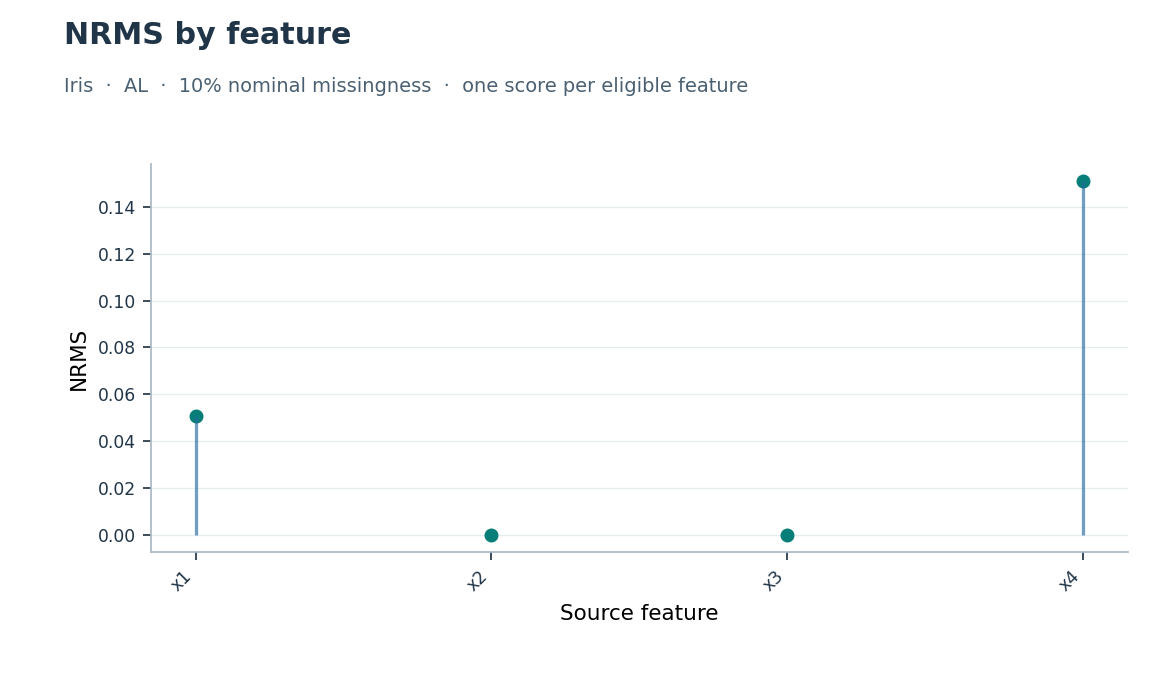 NRMS by feature
Iris · AL · 10% nominal missingness · one score per eligible feature
0.14
0.12
0.10
0.08
0.06
0.04
0.02
0.00
NRMS
x1 x2 x3 x4
Source feature